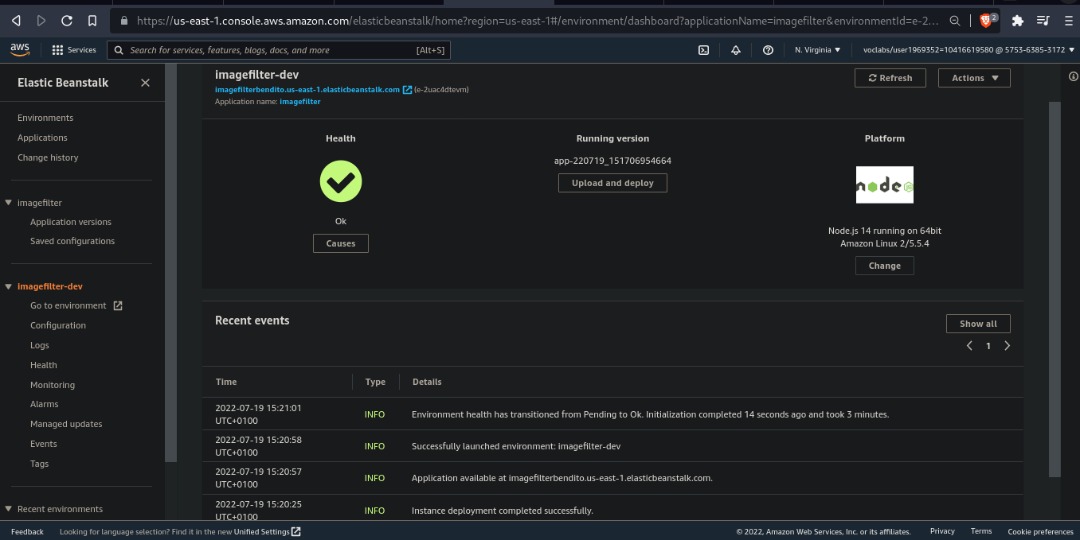 https://us-east-1.console.aws.amazon.com/elasticbeanstalk/home?region=us-east-1#/environment/dashboard?applicationName=imagefilter&environmentId=e-2...
2
aws
Services
Search for services, features, blogs, docs, and more
[Alt+S]
N. Virginia
voclabs/user1969352=10416619580 @ 5753-6385-3172
Elastic Beanstalk
Environments
Applications
Change history
imagefilter
Application versions
Saved configurations
imagefilter-dev
Go to environment
Configuration
Logs
Health
Monitoring
Alarms
Managed updates
Events
Tags
Recent environments
imagefilter-dev
imagefilterbendito.us-east-1.elasticbeanstalk.com (e-2uac4dtevm)
Application name: imagefilter
Refresh
Actions
Health
Ok
Causes
Running version
app-220719_151706954664
Upload and deploy
Platform
node
Node.js 14 running on 64bit
Amazon Linux 2/5.5.4
Change
Recent events
Show all
1
Time Type Details
2022-07-19 15:21:01
UTC+0100
INFO
Environment health has transitioned from Pending to Ok. Initialization completed 14 seconds ago and took 3 minutes.
2022-07-19 15:20:58
UTC+0100
INFO
Successfully launched environment: imagefilter-dev
2022-07-19 15:20:57
UTC+0100
INFO
Application available at imagefilterbendito.us-east-1.elasticbeanstalk.com.
2022-07-19 15:20:25
UTC+0100
INFO
Instance deployment completed successfully.
Feedback
Looking for language selection? Find it in the new Unified Settings
© 2022, Amazon Web Services, Inc. or its affiliates.
Privacy
Terms
Cookie preferences